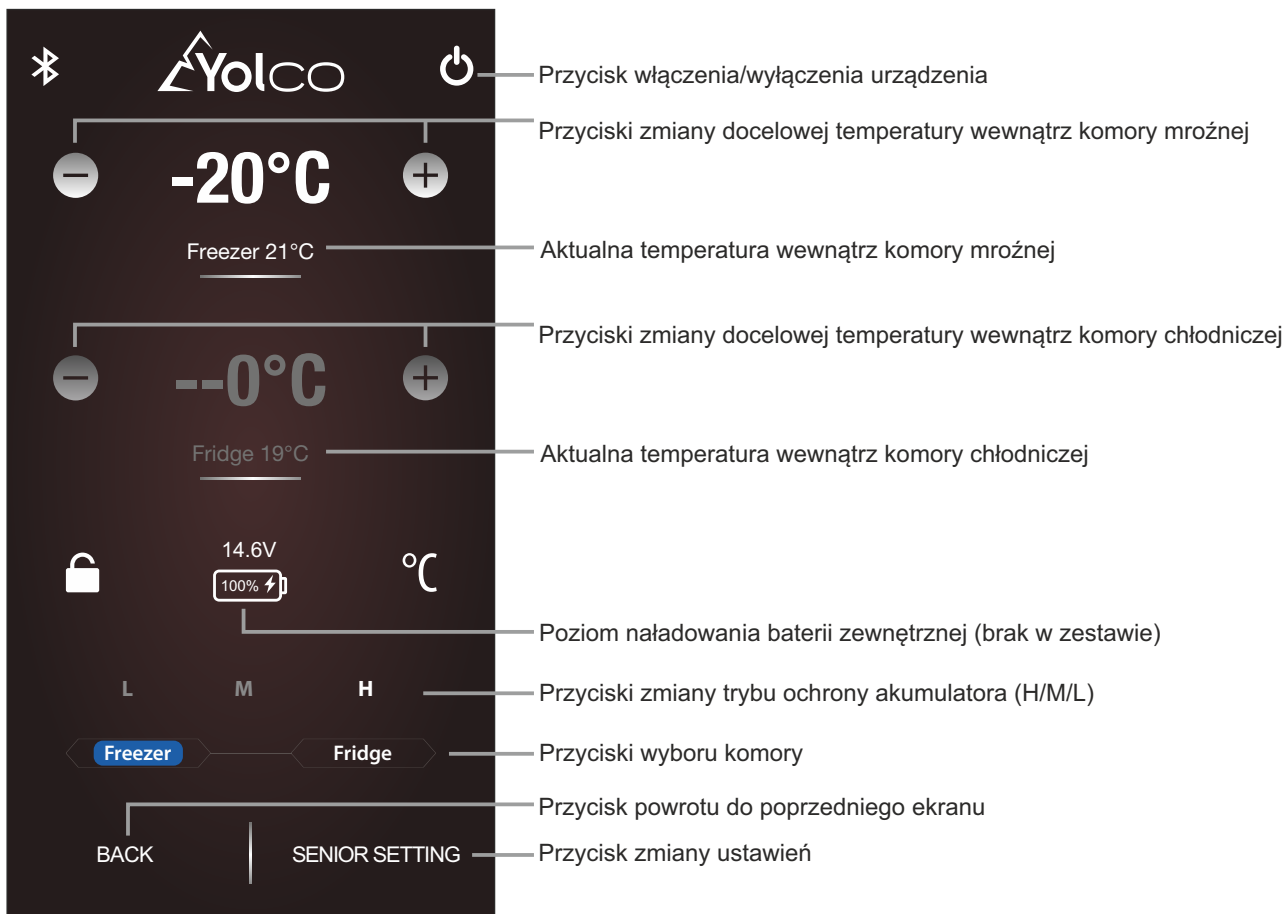 Yolco
Przycisk włączenia/wyłączenia urządzenia
Przyciski zmiany docelowej temperatury wewnątrz komory mroźnej
-20°C
Freezer 21°C
Aktualna temperatura wewnątrz komory mroźnej
Przyciski zmiany docelowej temperatury wewnątrz komory chłodniczej
--0°C
Fridge 19°C
Aktualna temperatura wewnątrz komory chłodniczej
14.6V
°C
100%
Poziom naładowania baterii zewnętrznej (brak w zestawie)
L M H
Przyciski zmiany trybu ochrony akumulatora (H/M/L)
Freezer Fridge
Przyciski wyboru komory
Przycisk powrotu do poprzedniego ekranu
BACK SENIOR SETTING
Przycisk zmiany ustawień